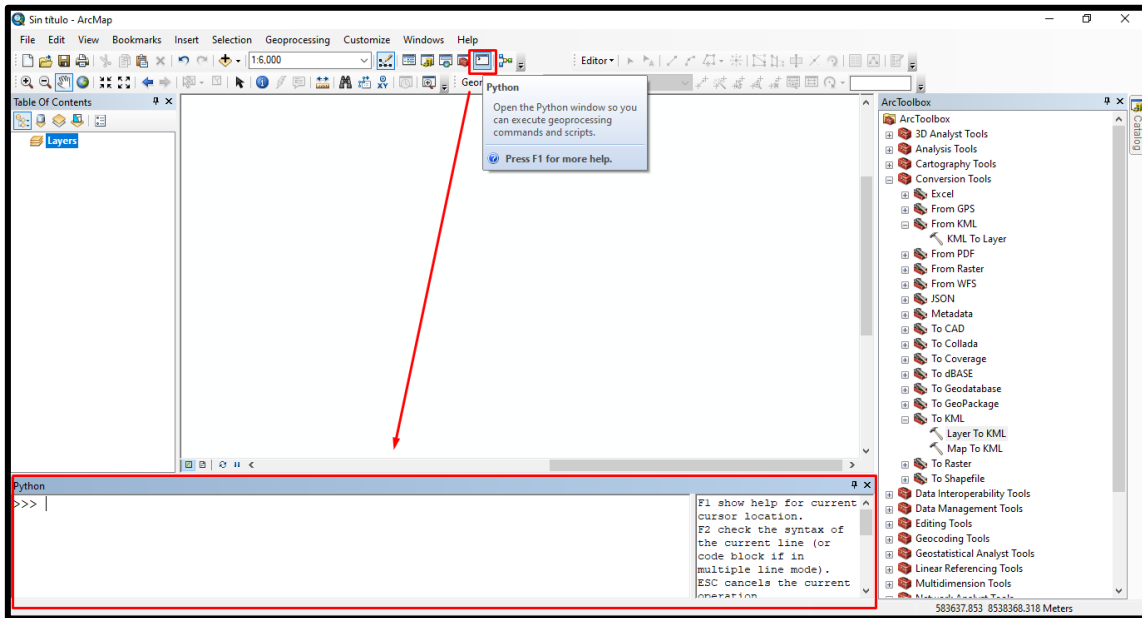 Sin título - ArcMap
File Edit View Bookmarks Insert Selection Geoprocessing Customize Windows Help
1:6,000
Editor
Python
Open the Python window so you
can execute geoprocessing
commands and scripts.
Press F1 for more help.
Table Of Contents
Layers
ArcToolbox
ArcToolbox
3D Analyst Tools
Analysis Tools
Cartography Tools
Conversion Tools
Excel
From GPS
From KML
KML To Layer
From PDF
From Raster
From WFS
JSON
Metadata
To CAD
To Collada
To Coverage
To dBASE
To Geodatabase
To GeoPackage
To KML
Layer To KML
Map To KML
To Raster
To Shapefile
Data Interoperability Tools
Data Management Tools
Editing Tools
Geocoding Tools
Geostatistical Analyst Tools
Linear Referencing Tools
Multidimension Tools
Network Analyst Tools
Catalog
Python
>>>
F1 show help for current
cursor location.
F2 check the syntax of
the current line (or
code block if in
multiple line mode).
ESC cancels the current
operation
583637.853 8538368.318 Meters